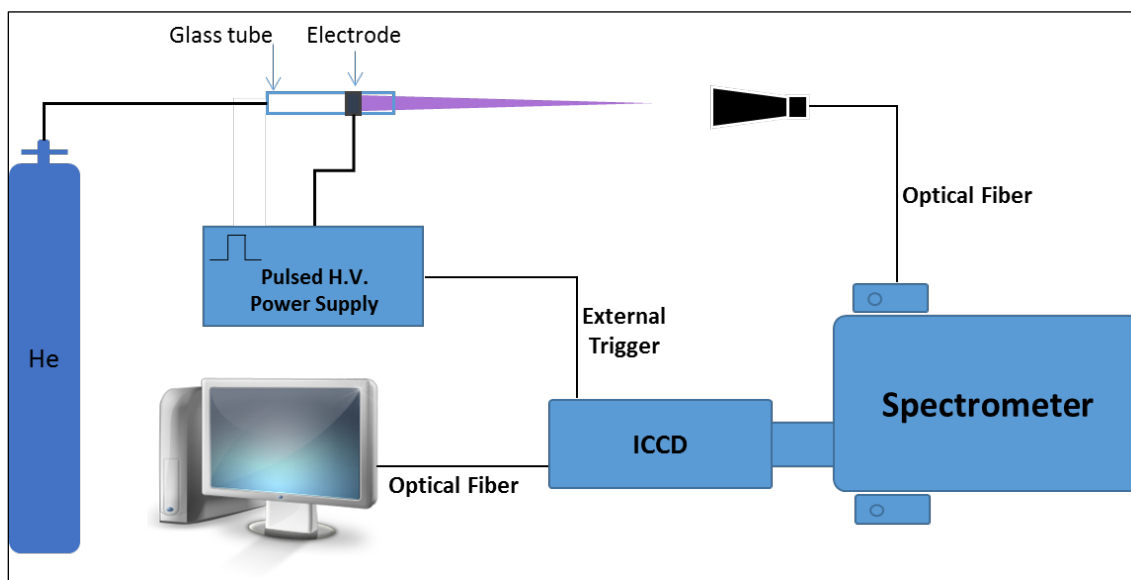 Glass tube
Electrode
Optical Fiber
Pulsed H.V.
Power Supply
External
Trigger
He
Spectrometer
ICCD
Optical Fiber